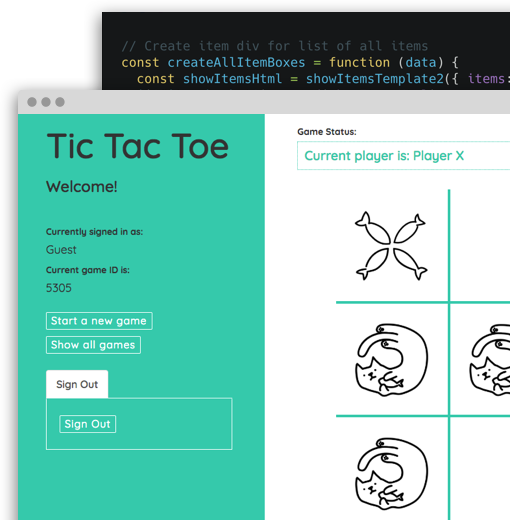 // Create item div for list of all items
const createAllItemBoxes = function (data) {
const showItemsHtml = showItemsTemplate2({ items:
Tic Tac Toe
Welcome!
Currently signed in as:
Guest
Current game ID is:
5305
Start a new game
Show all games
Sign Out
Sign Out
Game Status:
Current player is: Player X